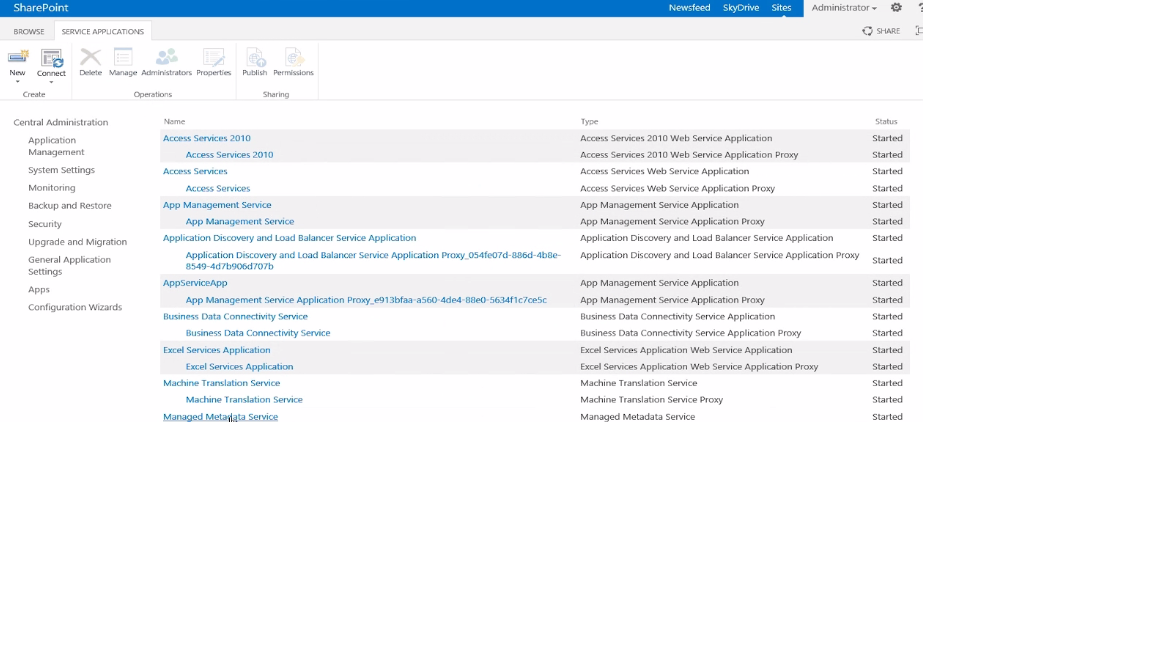 SharePoint Newsfeed SkyDrive Sites Administrator ?
BROWSE SERVICE APPLICATIONS SHARE
New Connect Delete Manage Administrators Properties Publish Permissions
Create Operations Sharing
Central Administration
Application
Management
System Settings
Monitoring
Backup and Restore
Security
Upgrade and Migration
General Application
Settings
Apps
Configuration Wizards
Name Type Status
Access Services 2010 Access Services 2010 Web Service Application Started
Access Services 2010 Access Services 2010 Web Service Application Proxy Started
Access Services Access Services Web Service Application Started
Access Services Access Services Web Service Application Proxy Started
App Management Service App Management Service Application Started
App Management Service App Management Service Application Proxy Started
Application Discovery and Load Balancer Service Application Application Discovery and Load Balancer Service Application Started
Application Discovery and Load Balancer Service Application Proxy_054fe07d-886d-4b8e- Application Discovery and Load Balancer Service Application Proxy Started
8549-4d7b906d707b
AppServiceApp App Management Service Application Started
App Management Service Application Proxy_e913bfaa-a560-4de4-88e0-5634f1c7ce5c App Management Service Application Proxy Started
Business Data Connectivity Service Business Data Connectivity Service Application Started
Business Data Connectivity Service Business Data Connectivity Service Application Proxy Started
Excel Services Application Excel Services Application Web Service Application Started
Excel Services Application Excel Services Application Web Service Application Proxy Started
Machine Translation Service Machine Translation Service Started
Machine Translation Service Machine Translation Service Proxy Started
Managed Metadata Service Managed Metadata Service Started